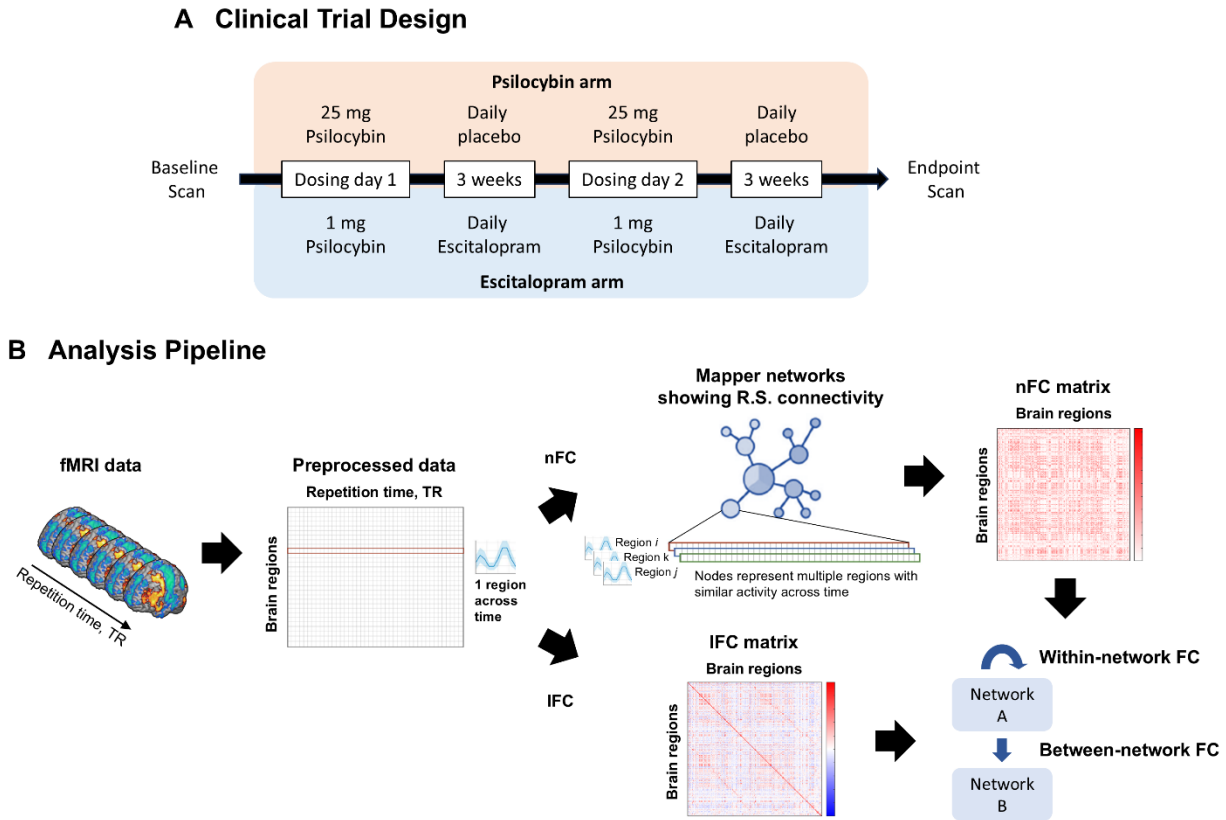 A Clinical Trial Design
Psilocybin arm
25 mg
Psilocybin
Daily
placebo
25 mg
Psilocybin
Daily
placebo
Baseline
Scan
Dosing day 1
3 weeks
Dosing day 2
3 weeks
Endpoint
Scan
1 mg
Psilocybin
Daily
Escitalopram
1 mg
Psilocybin
Daily
Escitalopram
Escitalopram arm
B Analysis Pipeline
fMRI data
Repetition time, TR
Preprocessed data
Repetition time, TR
Brain regions
1 region
across
time
nFC
lFC
Mapper networks
showing R.S. connectivity
Region i
Region k
Region j
Nodes represent multiple regions with
similar activity across time
nFC matrix
Brain regions
Brain regions
lFC matrix
Brain regions
Brain regions
Within-network FC
Network
A
Between-network FC
Network
B